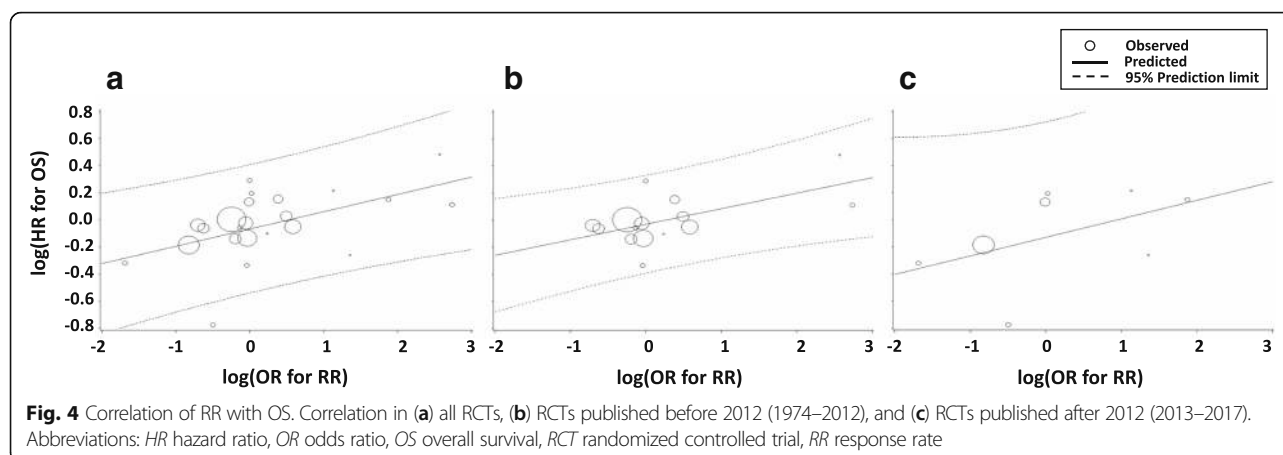 Observed
Predicted
95% Prediction limit
a
b
c
log(HR for OS)
0.8
0.6
0.4
0.2
0.0
-0.2
-0.4
-0.6
-0.8
-2 -1 0 1 2 3
-2 -1 0 1 2 3
-2 -1 0 1 2 3
log(OR for RR)
log(OR for RR)
log(OR for RR)
Fig. 4 Correlation of RR with OS. Correlation in (a) all RCTs, (b) RCTs published before 2012 (1974–2012), and (c) RCTs published after 2012 (2013–2017).
Abbreviations: HR hazard ratio, OR odds ratio, OS overall survival, RCT randomized controlled trial, RR response rate